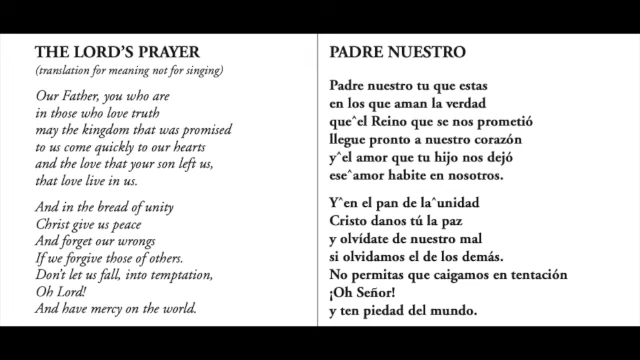 THE LORD'S PRAYER
(translation for meaning not for singing)
Our Father, you who are
in those who love truth
may the kingdom that was promised
to us come quickly to our hearts
and the love that your son left us,
that love live in us.
And in the bread of unity
Christ give us peace
And forget our wrongs
If we forgive those of others.
Don't let us fall, into temptation,
Oh Lord!
And have mercy on the world.
PADRE NUESTRO
Padre nuestro tu que estas
en los que aman la verdad
que^el Reino que se nos prometió
llegue pronto a nuestro corazón
y^el amor que tu hijo nos dejó
ese^amor habite en nosotros.
Y^en el pan de la^unidad
Cristo danos tú la paz
y olvídate de nuestro mal
si olvidamos el de los demás.
No permitas que caigamos en tentación
¡Oh Señor!
y ten piedad del mundo.